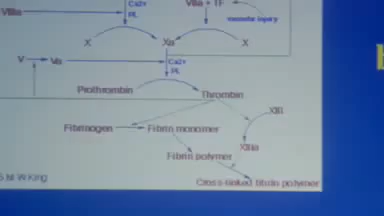 VIIIa
Ca2+
PL
VIIa + TF
vascular injury
X
Xa
X
V
Va
Ca2+
PL
Prothrombin
Thrombin
XIII
Fibrinogen
Fibrin monomer
XIIIa
Fibrin polymer
M W King
Cross-linked fibrin polymer